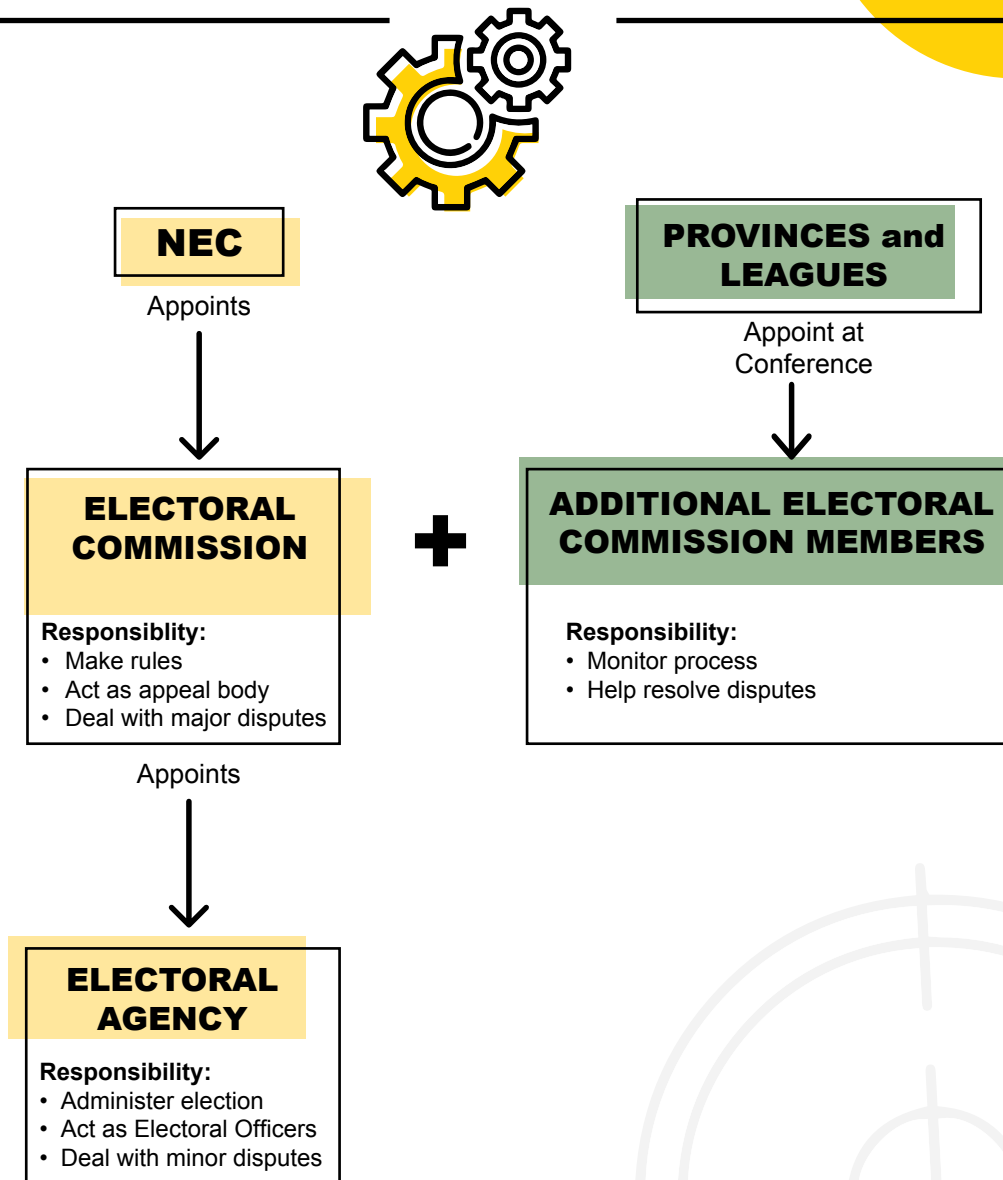 NEC
Appoints
PROVINCES and
LEAGUES
Appoint at
Conference
ELECTORAL
COMMISSION
Responsiblity:
• Make rules
• Act as appeal body
• Deal with major disputes
+
ADDITIONAL ELECTORAL
COMMISSION MEMBERS
Responsibility:
• Monitor process
• Help resolve disputes
Appoints
ELECTORAL
AGENCY
Responsibility:
• Administer election
• Act as Electoral Officers
• Deal with minor disputes